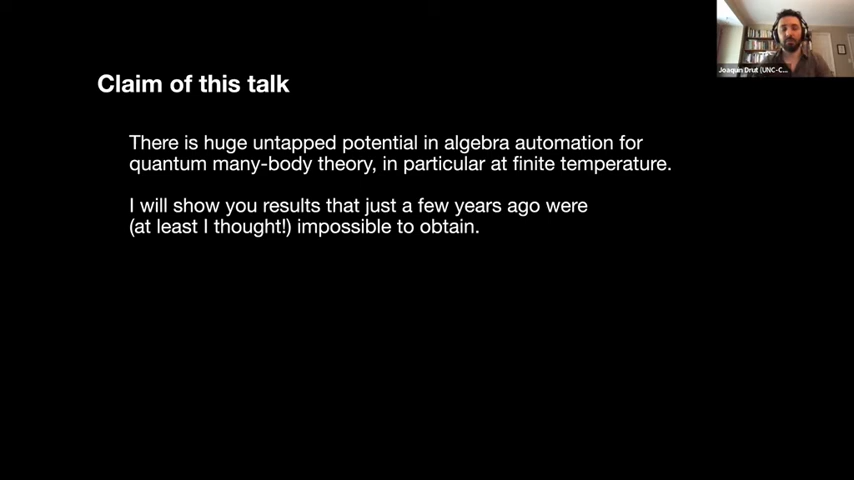 Joaquín Drut (UNC-C...
Claim of this talk
There is huge untapped potential in algebra automation for
quantum many-body theory, in particular at finite temperature.
I will show you results that just a few years ago were
(at least I thought!) impossible to obtain.